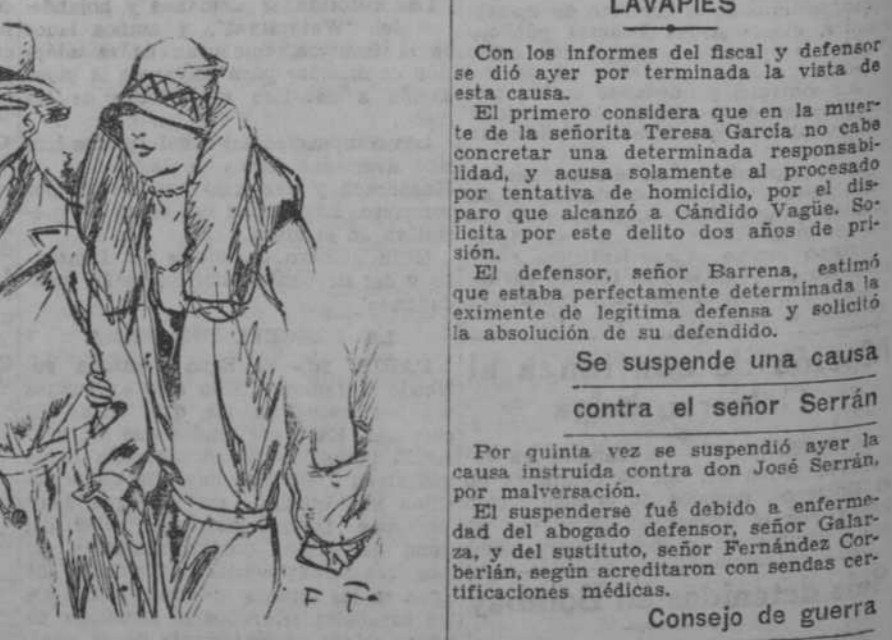 LAVAPIES
Con los informes del fiscal y defensor
se dió ayer por terminada la vista de
esta causa.
El primero considera que en la muer-
te de la señorita Teresa García no cabe
concretar una determinada responsabi-
lidad, y acusa solamente al procesado
por tentativa de homicidio, por el dis-
paro que alcanzó a Cándido Vagüe. So-
licita por este delito dos años de pri-
sión.
El defensor, señor Barrena, estimó
que estaba perfectamente determinada la
eximente de legítima defensa y solicitó
la absolución de su defendido.
Se suspende una causa
contra el señor Serrán
Por quinta vez se suspendió ayer la
causa instruida contra don José Serrán,
por malversación.
El suspenderse fué debido a enferme-
dad del abogado defensor, señor Galar-
za, y del sustituto, señor Fernández Cor-
berlán, según acreditaron con sendas cer-
tificaciones médicas.
Consejo de guerra